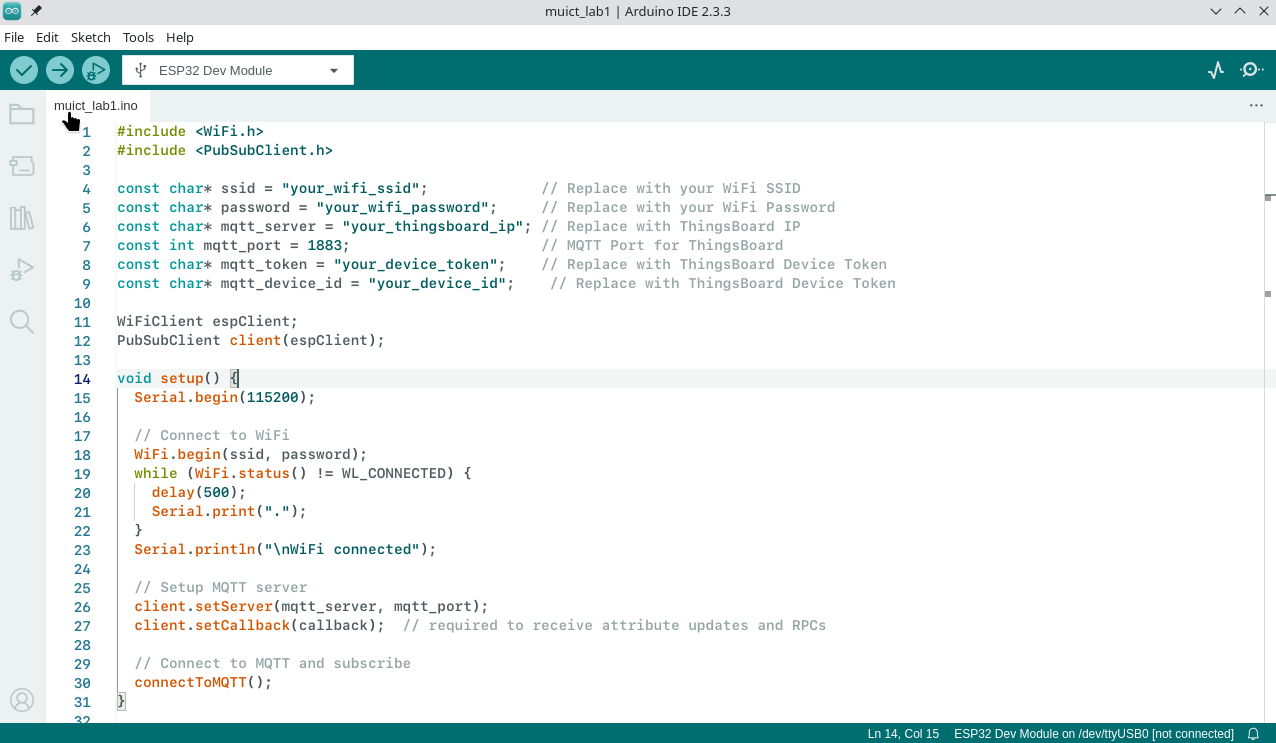 muict_lab1 | Arduino IDE 2.3.3
File Edit Sketch Tools Help
ESP32 Dev Module
muict_lab1.ino
1 #include <WiFi.h>
2 #include <PubSubClient.h>
3
4 const char* ssid = "your_wifi_ssid"; // Replace with your WiFi SSID
5 const char* password = "your_wifi_password"; // Replace with your WiFi Password
6 const char* mqtt_server = "your_thingsboard_ip"; // Replace with ThingsBoard IP
7 const int mqtt_port = 1883; // MQTT Port for ThingsBoard
8 const char* mqtt_token = "your_device_token"; // Replace with ThingsBoard Device Token
9 const char* mqtt_device_id = "your_device_id"; // Replace with ThingsBoard Device Token
10
11 WiFiClient espClient;
12 PubSubClient client(espClient);
13
14 void setup() {
15 Serial.begin(115200);
16
17 // Connect to WiFi
18 WiFi.begin(ssid, password);
19 while (WiFi.status() != WL_CONNECTED) {
20 delay(500);
21 Serial.print(".");
22 }
23 Serial.println("\nWiFi connected");
24
25 // Setup MQTT server
26 client.setServer(mqtt_server, mqtt_port);
27 client.setCallback(callback); // required to receive attribute updates and RPCs
28
29 // Connect to MQTT and subscribe
30 connectToMQTT();
31 }
32
Ln 14, Col 15 ESP32 Dev Module on /dev/ttyUSB0 [not connected]